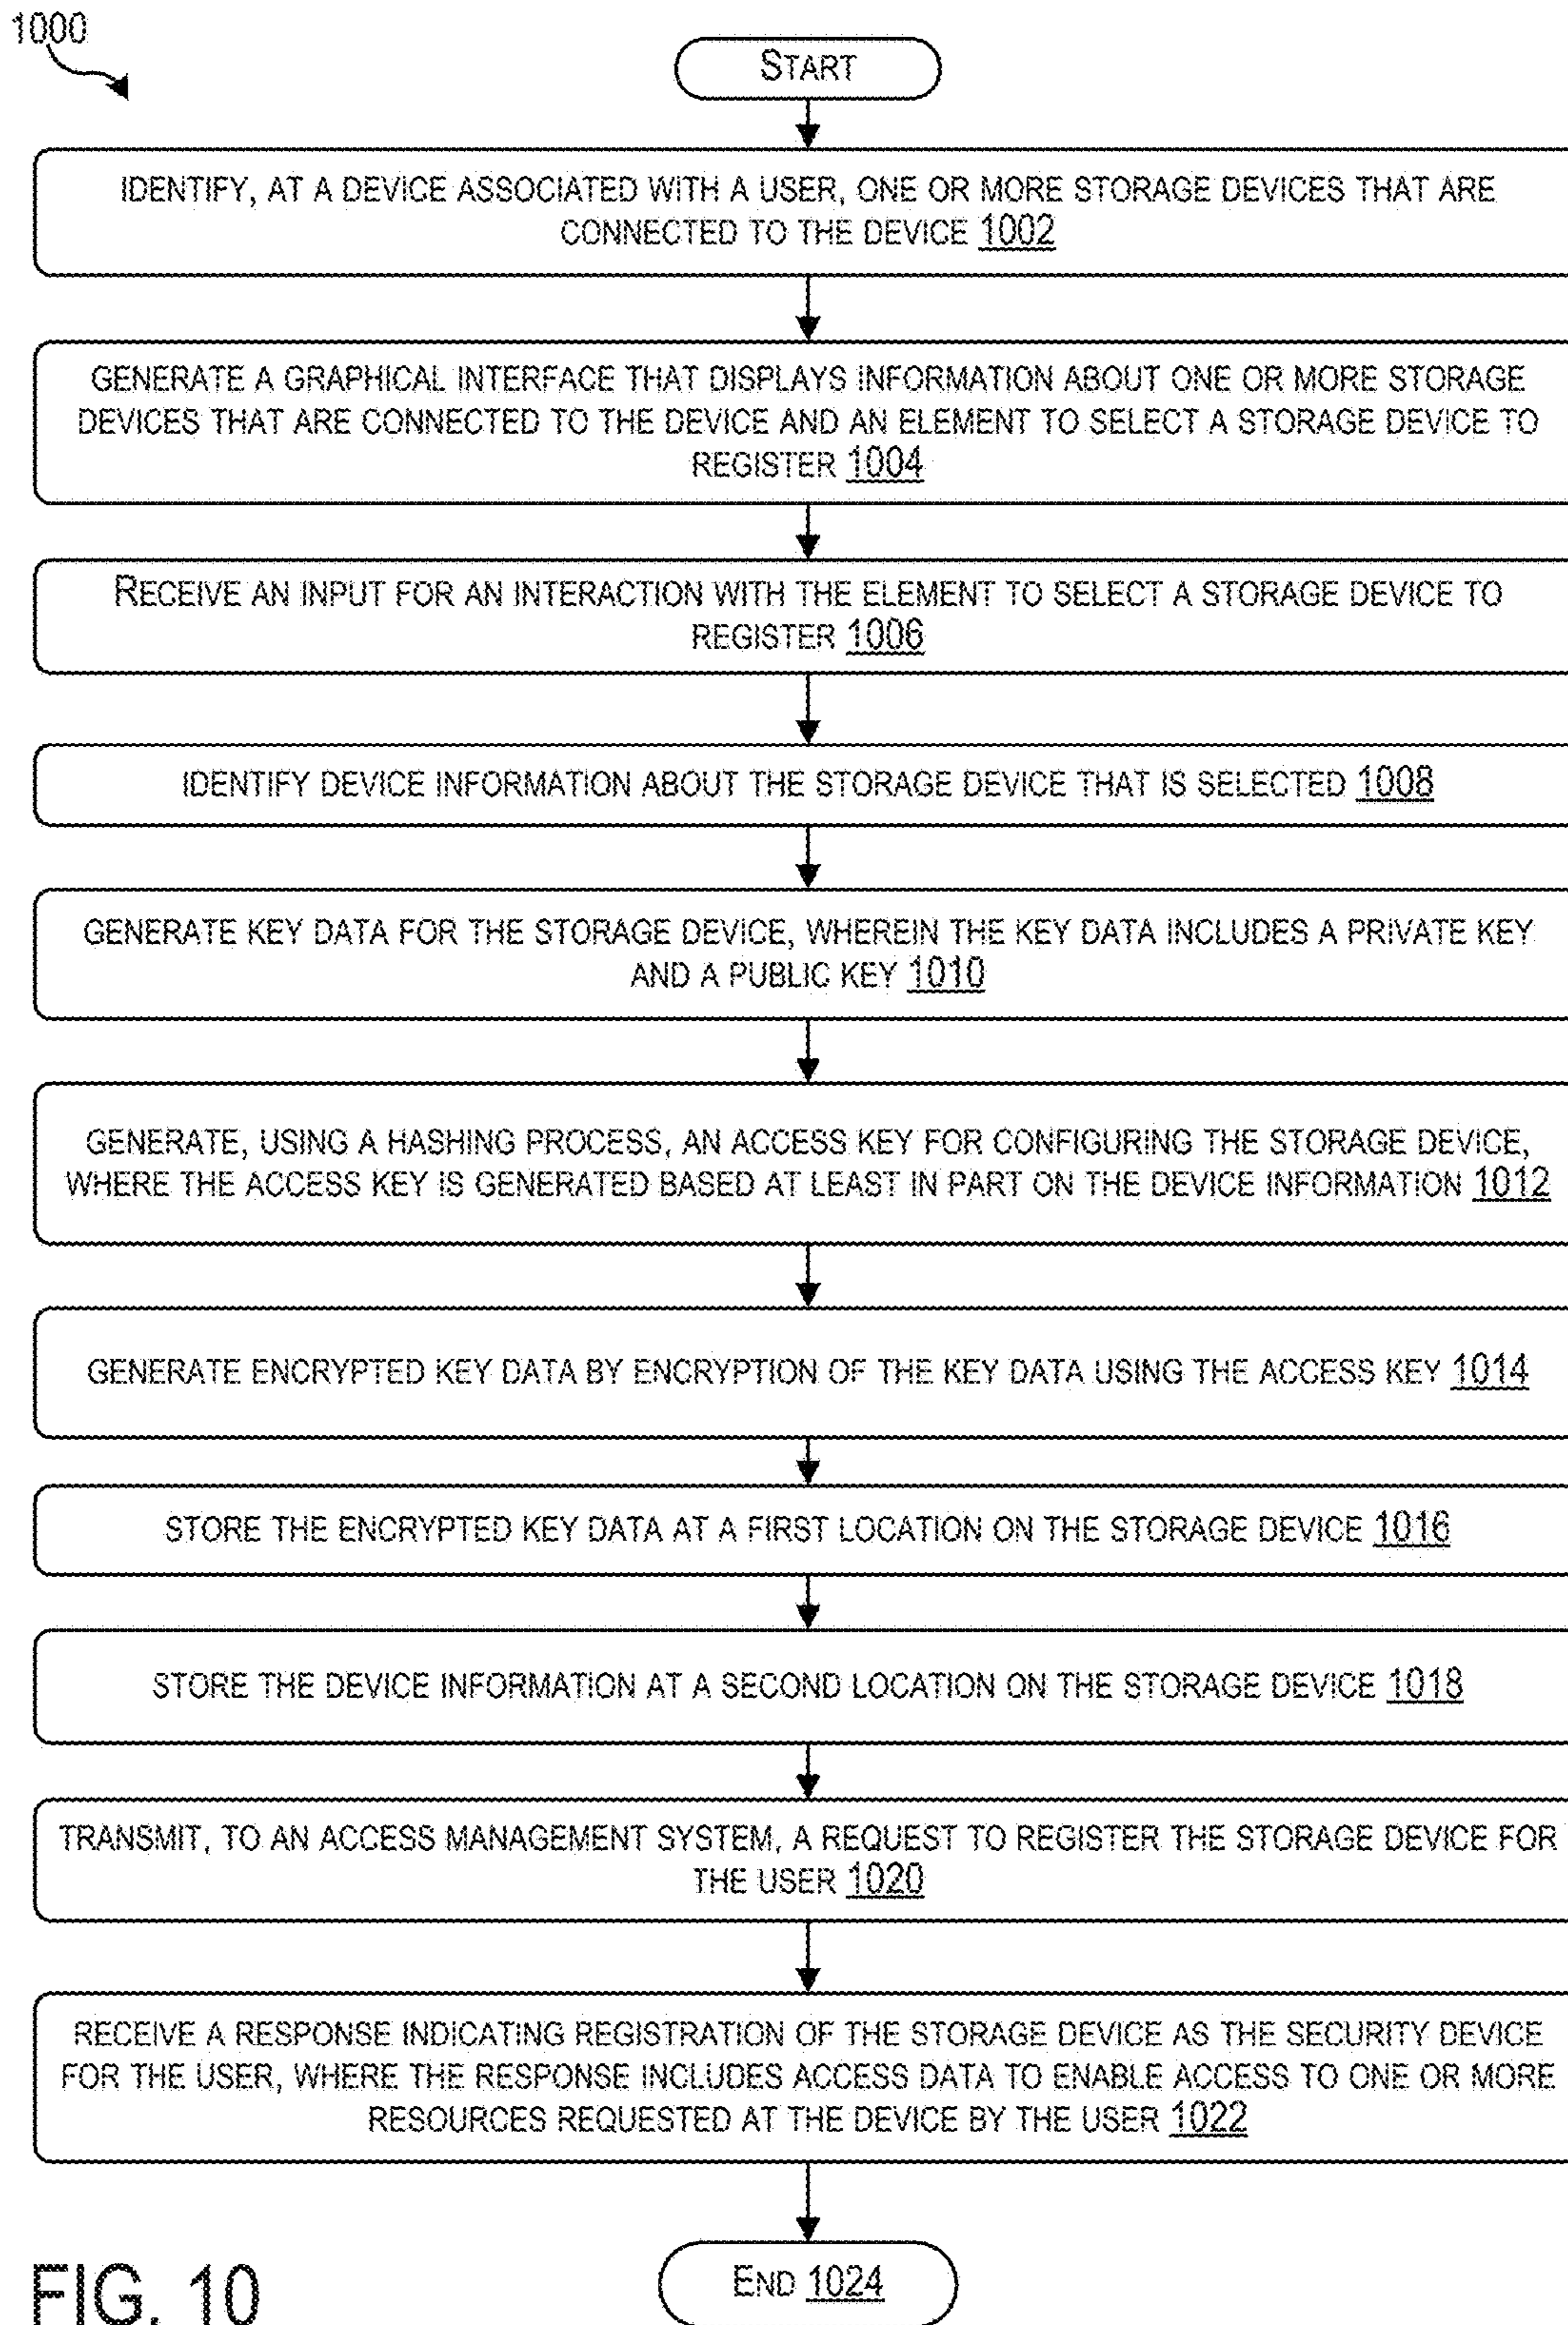 1000
START
IDENTIFY, AT A DEVICE ASSOCIATED WITH A USER, ONE OR MORE STORAGE DEVICES THAT ARE
CONNECTED TO THE DEVICE 1002
GENERATE A GRAPHICAL INTERFACE THAT DISPLAYS INFORMATION ABOUT ONE OR MORE STORAGE
DEVICES THAT ARE CONNECTED TO THE DEVICE AND AN ELEMENT TO SELECT A STORAGE DEVICE TO
REGISTER 1004
RECEIVE AN INPUT FOR AN INTERACTION WITH THE ELEMENT TO SELECT A STORAGE DEVICE TO
REGISTER 1006
IDENTIFY DEVICE INFORMATION ABOUT THE STORAGE DEVICE THAT IS SELECTED 1008
GENERATE KEY DATA FOR THE STORAGE DEVICE, WHEREIN THE KEY DATA INCLUDES A PRIVATE KEY
AND A PUBLIC KEY 1010
GENERATE, USING A HASHING PROCESS, AN ACCESS KEY FOR CONFIGURING THE STORAGE DEVICE,
WHERE THE ACCESS KEY IS GENERATED BASED AT LEAST IN PART ON THE DEVICE INFORMATION 1012
GENERATE ENCRYPTED KEY DATA BY ENCRYPTION OF THE KEY DATA USING THE ACCESS KEY 1014
STORE THE ENCRYPTED KEY DATA AT A FIRST LOCATION ON THE STORAGE DEVICE 1016
STORE THE DEVICE INFORMATION AT A SECOND LOCATION ON THE STORAGE DEVICE 1018
TRANSMIT, TO AN ACCESS MANAGEMENT SYSTEM, A REQUEST TO REGISTER THE STORAGE DEVICE FOR
THE USER 1020
RECEIVE A RESPONSE INDICATING REGISTRATION OF THE STORAGE DEVICE AS THE SECURITY DEVICE
FOR THE USER, WHERE THE RESPONSE INCLUDES ACCESS DATA TO ENABLE ACCESS TO ONE OR MORE
RESOURCES REQUESTED AT THE DEVICE BY THE USER 1022
END 1024
FIG. 10